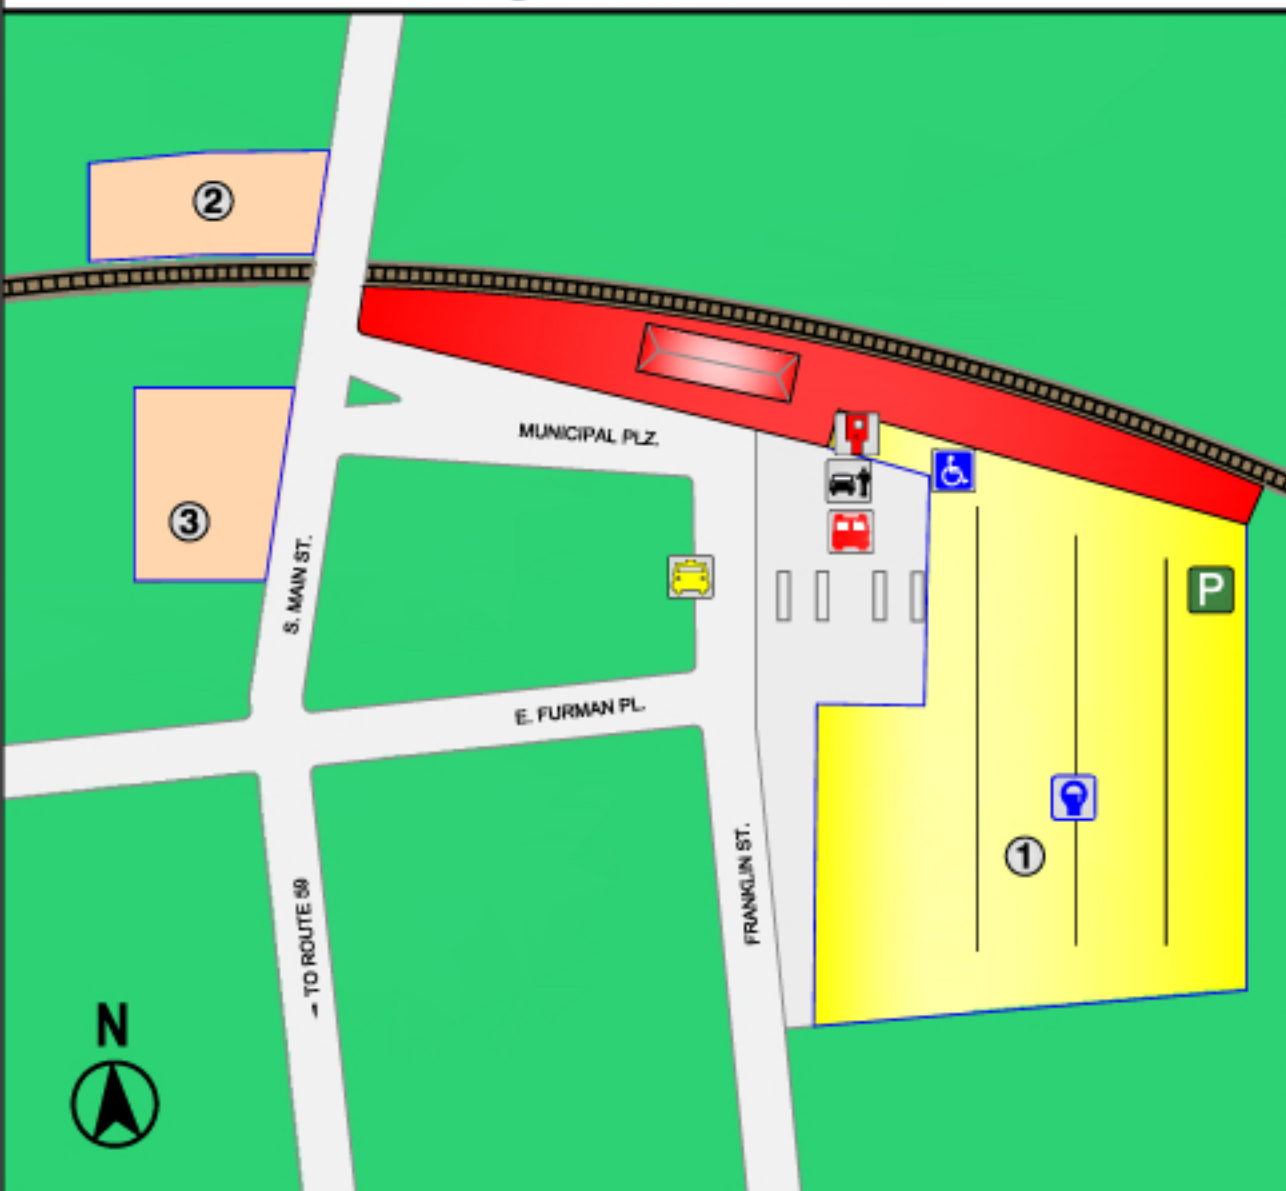 2
MUNICIPAL PLZ.
3
P
S. MAIN ST.
E. FURMAN PL.
1
FRANKLIN ST.
TO ROUTE 59
N